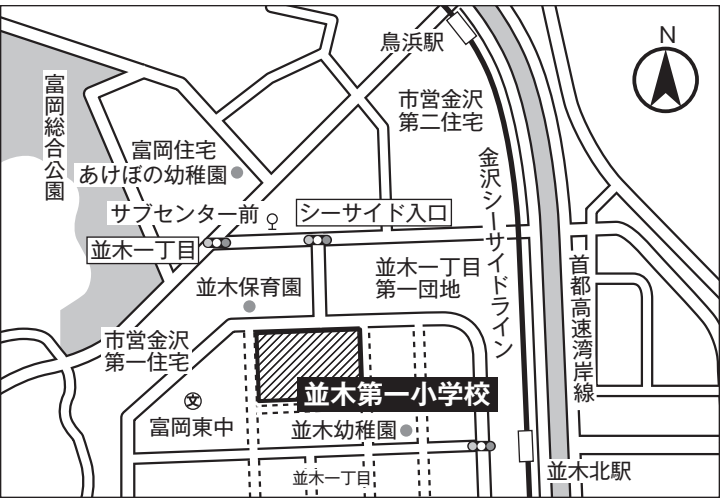 鳥浜駅
N
市営金沢
第二住宅
富岡総合公園
富岡住宅
あけぼの幼稚園
金沢シーサイドライン
サブセンター前
シーサイド入口
並木一丁目
並木保育園
並木一丁目
第一団地
首都高速湾岸線
市営金沢
第一住宅
並木第一小学校
文
富岡東中
並木幼稚園
並木一丁目
並木北駅